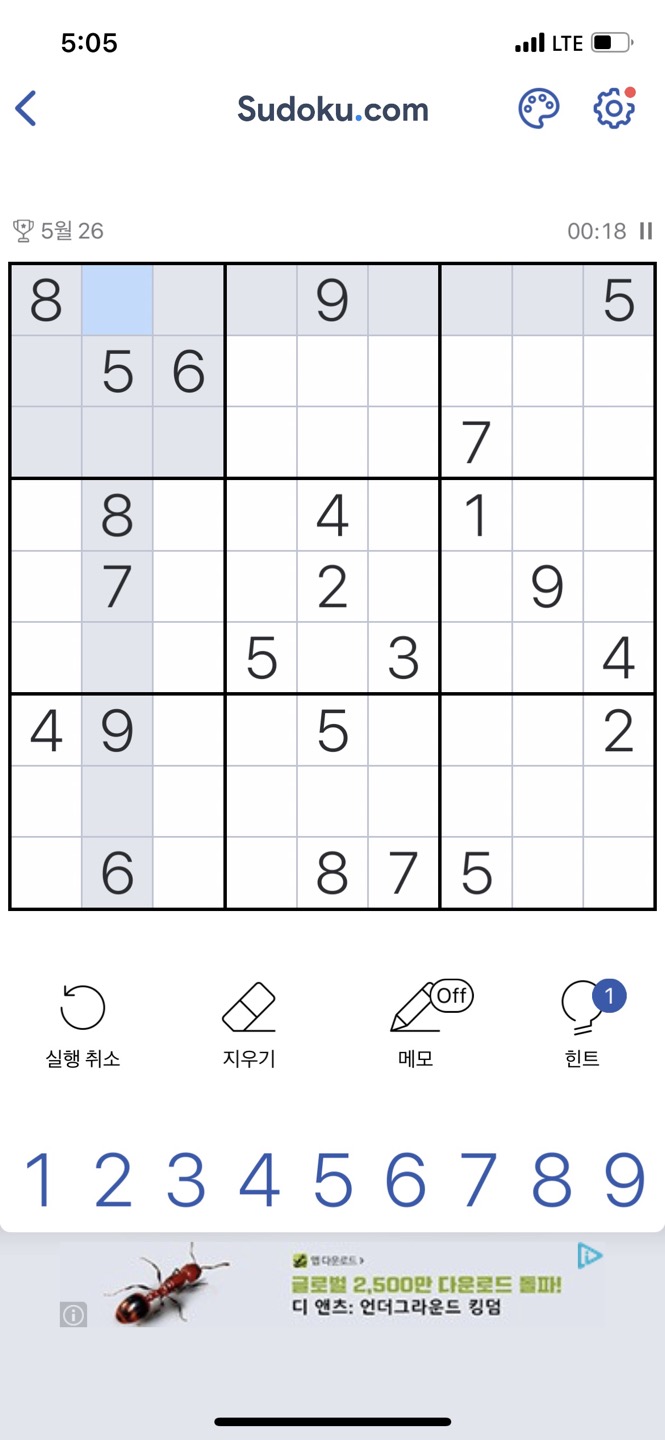 5:05 LTE
Sudoku.com
5월 26 00:18
8 9 5
5 6
7
8 4 1
7 2 9
5 3 4
4 9 5 2
6 8 7 5
Off 1
실행 취소 지우기 메모 힌트
1 2 3 4 5 6 7 8 9
앱 다운로드 >
글로벌 2,500만 다운로드 돌파!
디 앤츠: 언더그라운드 킹덤